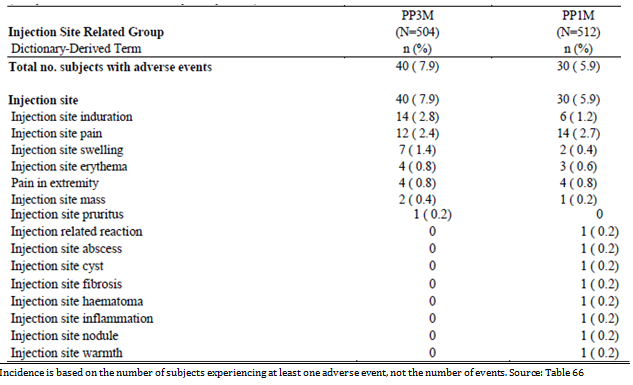 PP3M PP1M
Injection Site Related Group (N=504) (N=512)
Dictionary-Derived Term n (%) n (%)
Total no. subjects with adverse events 40 ( 7.9) 30 ( 5.9)
Injection site 40 ( 7.9) 30 ( 5.9)
Injection site induration 14 ( 2.8) 6 ( 1.2)
Injection site pain 12 ( 2.4) 14 ( 2.7)
Injection site swelling 7 ( 1.4) 2 ( 0.4)
Injection site erythema 4 ( 0.8) 3 ( 0.6)
Pain in extremity 4 ( 0.8) 4 ( 0.8)
Injection site mass 2 ( 0.4) 1 ( 0.2)
Injection site pruritus 1 ( 0.2) 0
Injection related reaction 0 1 ( 0.2)
Injection site abscess 0 1 ( 0.2)
Injection site cyst 0 1 ( 0.2)
Injection site fibrosis 0 1 ( 0.2)
Injection site haematoma 0 1 ( 0.2)
Injection site inflammation 0 1 ( 0.2)
Injection site nodule 0 1 ( 0.2)
Injection site warmth 0 1 ( 0.2)
Incidence is based on the number of subjects experiencing at least one adverse event, not the number of events. Source: Table 66